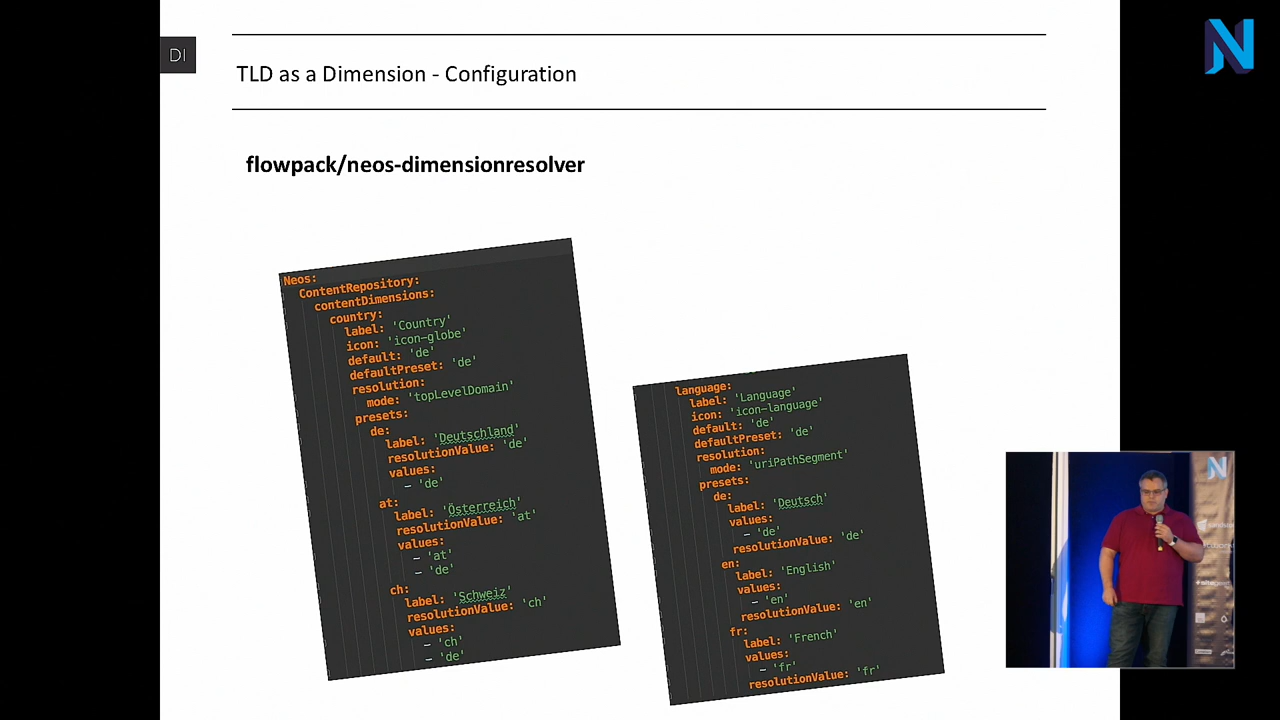 DI
TLD as a Dimension - Configuration
flowpack/neos-dimensionresolver
Neos:
ContentRepository:
contentDimensions:
country:
label: 'Country'
icon: 'icon-globe'
default: 'de'
defaultPreset: 'de'
resolution:
mode: 'topLevelDomain'
presets:
de:
label: 'Deutschland'
resolutionValue: 'de'
values:
- 'de'
at:
label: 'Österreich'
resolutionValue: 'at'
values:
- 'at'
- 'de'
ch:
label: 'Schweiz'
resolutionValue: 'ch'
values:
- 'ch'
- 'de'
language:
label: 'Language'
icon: 'icon-language'
default: 'de'
defaultPreset: 'de'
resolution:
mode: 'uriPathSegment'
presets:
de:
label: 'Deutsch'
values:
- 'de'
resolutionValue: 'de'
en:
label: 'English'
values:
- 'en'
resolutionValue: 'en'
fr:
label: 'French'
values:
- 'fr'
resolutionValue: 'fr'